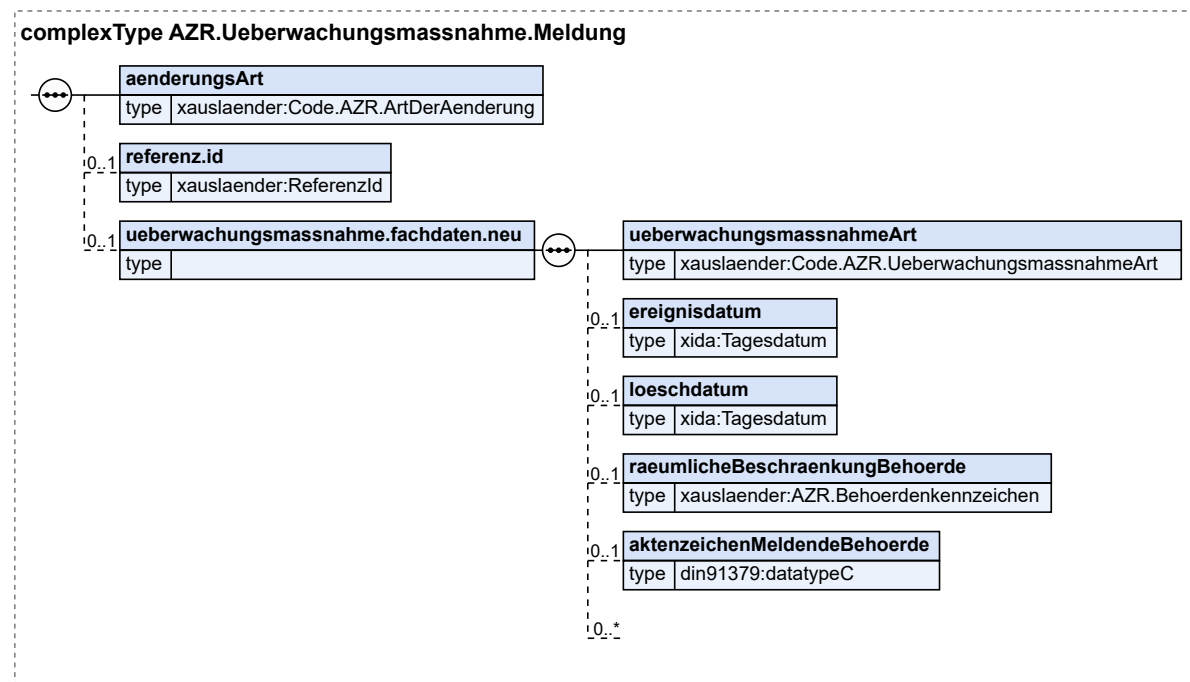 complexType AZR.Ueberwachungsmassnahme.Meldung
aenderungsArt
type xauslaender:Code.AZR.ArtDerAenderung
0..1 referenz.id
type xauslaender:ReferenzId
0..1 ueberwachungsmassnahme.fachdaten.neu
type
ueberwachungsmassnahmeArt
type xauslaender:Code.AZR.UeberwachungsmassnahmeArt
0..1 ereignisdatum
type xida:Tagesdatum
0..1 loeschdatum
type xida:Tagesdatum
0..1 raeumlicheBeschraenkungBehoerde
type xauslaender:AZR.Behoerdenkennzeichen
0..1 aktenzeichenMeldendeBehoerde
type din91379:datatypeC
0..*